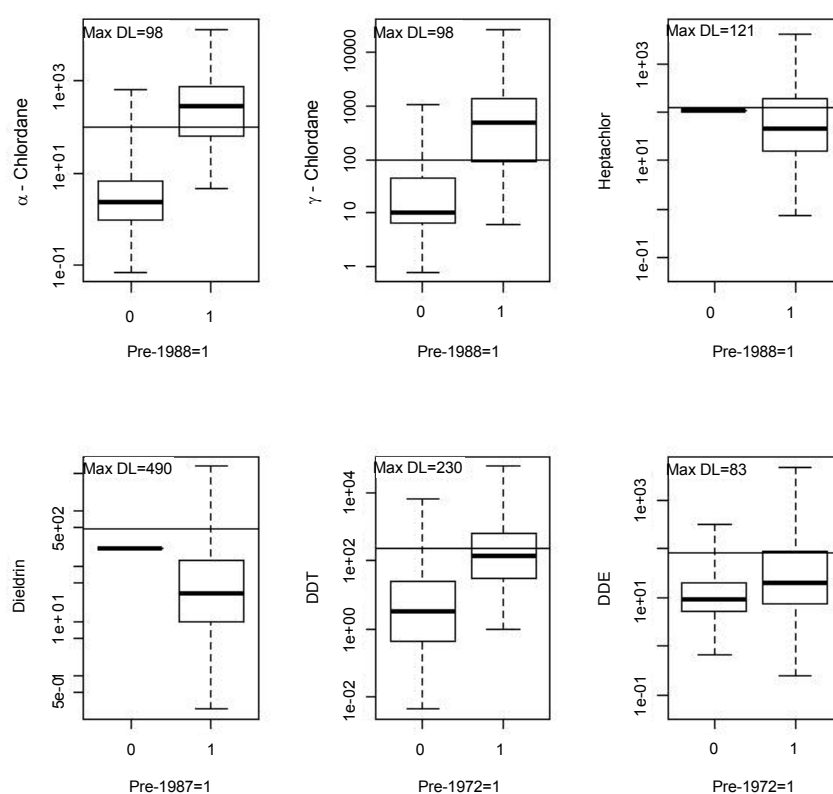 Max DL=98
α - Chlordane
1e+03
1e+01
1e-01
0 1
Pre-1988=1
Max DL=98
γ - Chlordane
10000
1000
100
10
1
0 1
Pre-1988=1
Max DL=121
Heptachlor
1e+03
1e+01
1e-01
0 1
Pre-1988=1
Max DL=490
Dieldrin
5e+02
1e+ 01
5e-01
0 1
Pre-1987=1
Max DL=230
DDT
1e+04
1e+02
1e+00
1e-02
0 1
Pre-1972=1
Max DL=83
DDE
1e+03
1e+01
1e-01
0 1
Pre-1972=1